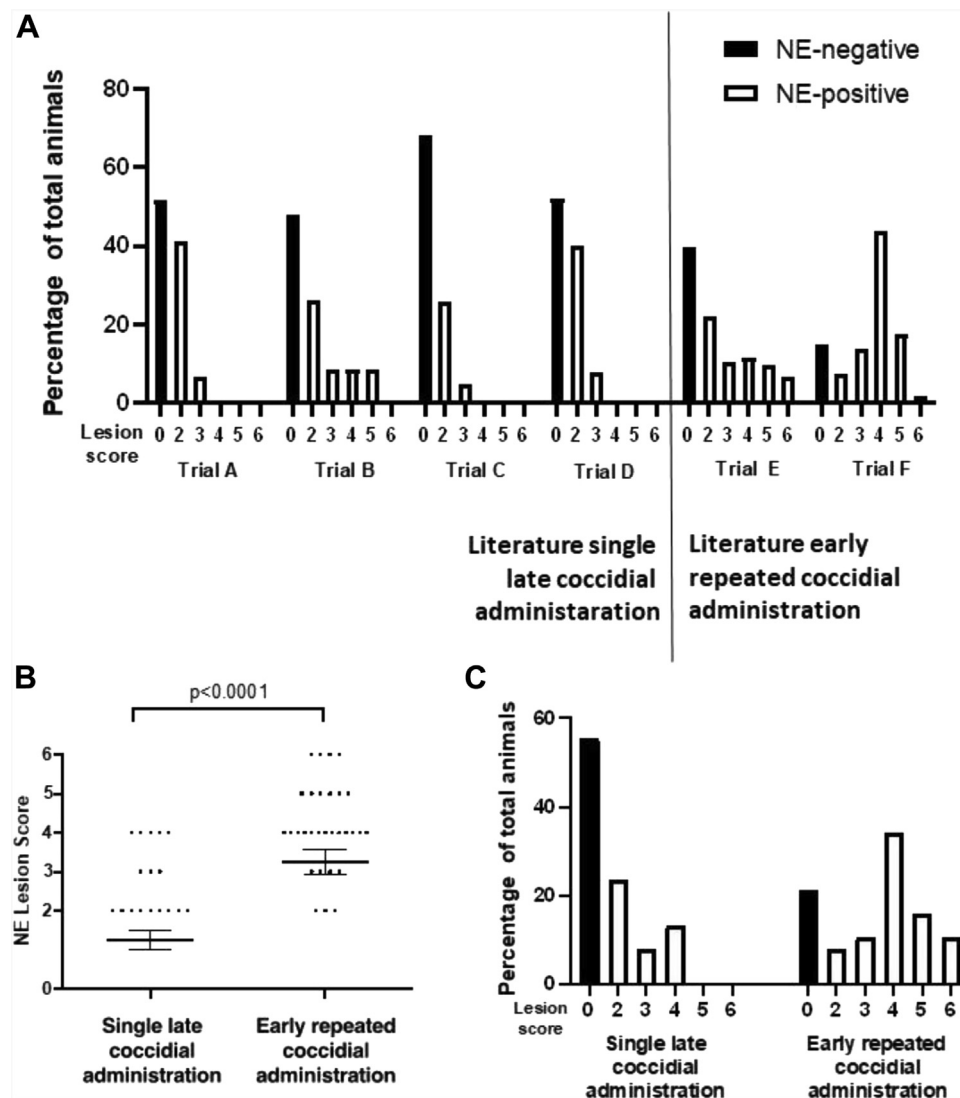 A
NE-negative
NE-positive
Percentage of total animals
80
60
40
20
0
Lesion score
0 2 3 4 5 6
0 2 3 4 5 6
0 2 3 4 5 6
0 2 3 4 5 6
0 2 3 4 5 6
0 2 3 4 5 6
Trial A
Trial B
Trial C
Trial D
Trial E
Trial F
Literature single
late coccidial
administaration
Literature early
repeated coccidial
administration
B
p<0.0001
NE Lesion Score
6
5
4
3
2
0
Single late
coccidial
administration
Early repeated
coccidial
administration
C
Percentage of total animals
60
40
20
0
Lesion
score
0 2 3 4 5 6
0 2 3 4 5 6
Single late
coccidial
administration
Early repeated
coccidial
administration